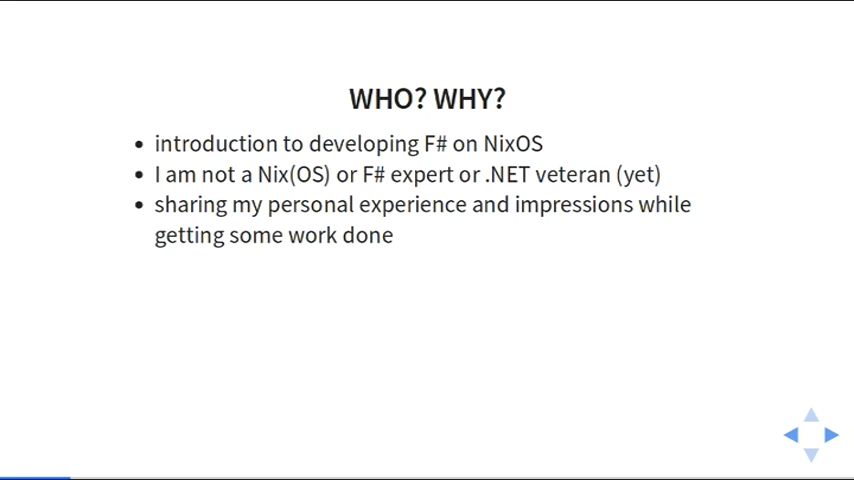 WHO? WHY?
• introduction to developing F# on NixOS
• I am not a Nix(OS) or F# expert or .NET veteran (yet)
• sharing my personal experience and impressions while
getting some work done